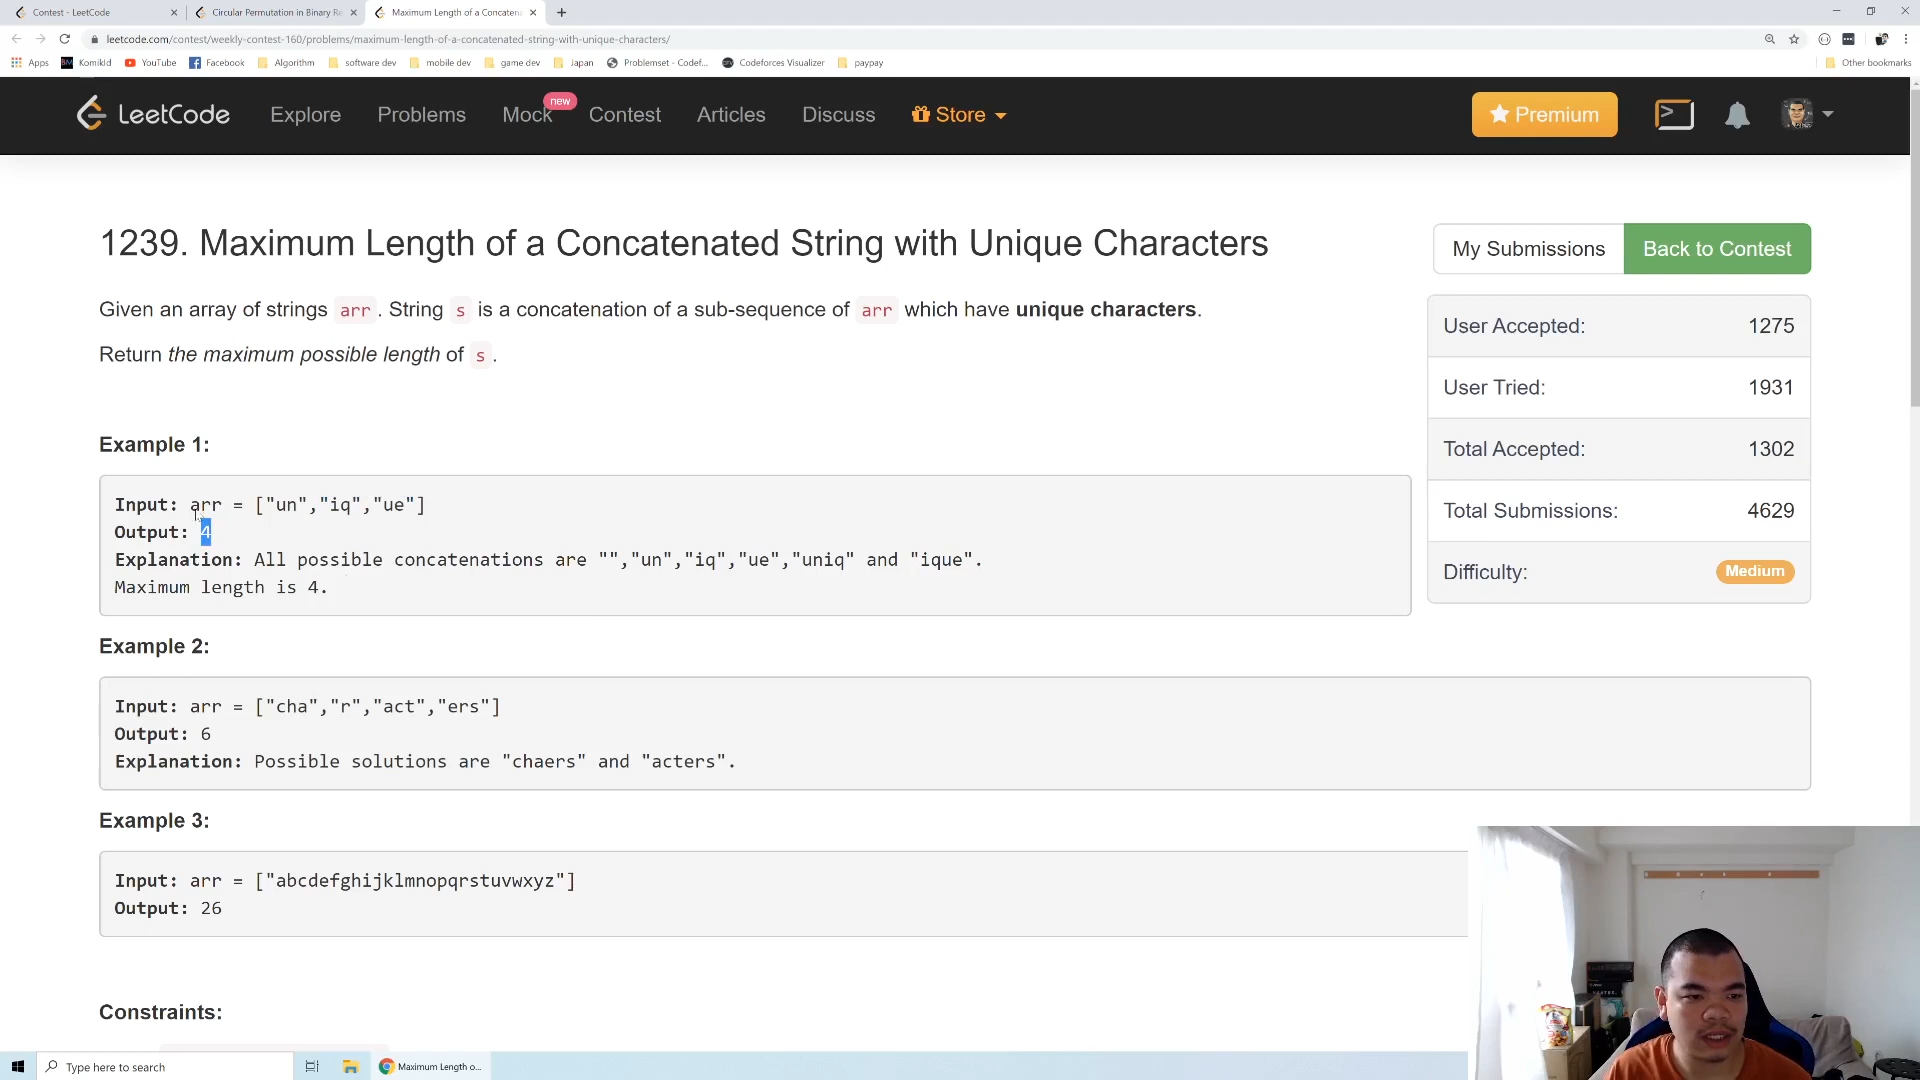 Contest - LeetCode
Circular Permutation in Binary Re
Maximum Length of a Concatena
leetcode.com/contest/weekly-contest-160/problems/maximum-length-of-a-concatenated-string-with-unique-characters/
Apps Komikid YouTube Facebook Algorithm software dev mobile dev game dev Japan Problemset - Codef... Codeforces Visualizer paypay Other bookmarks
LeetCode Explore Problems Mock new Contest Articles Discuss Store Premium
1239. Maximum Length of a Concatenated String with Unique Characters
My Submissions Back to Contest
Given an array of strings arr. String s is a concatenation of a sub-sequence of arr which have unique characters.
Return the maximum possible length of s.
User Accepted: 1275
User Tried: 1931
Total Accepted: 1302
Total Submissions: 4629
Difficulty: Medium
Example 1:
Input: arr = ["un","iq","ue"]
Output: 4
Explanation: All possible concatenations are "","un","iq","ue","uniq" and "ique".
Maximum length is 4.
Example 2:
Input: arr = ["cha","r","act","ers"]
Output: 6
Explanation: Possible solutions are "chaers" and "acters".
Example 3:
Input: arr = ["abcdefghijklmnopqrstuvwxyz"]
Output: 26
Constraints:
Type here to search
Maximum Length o...